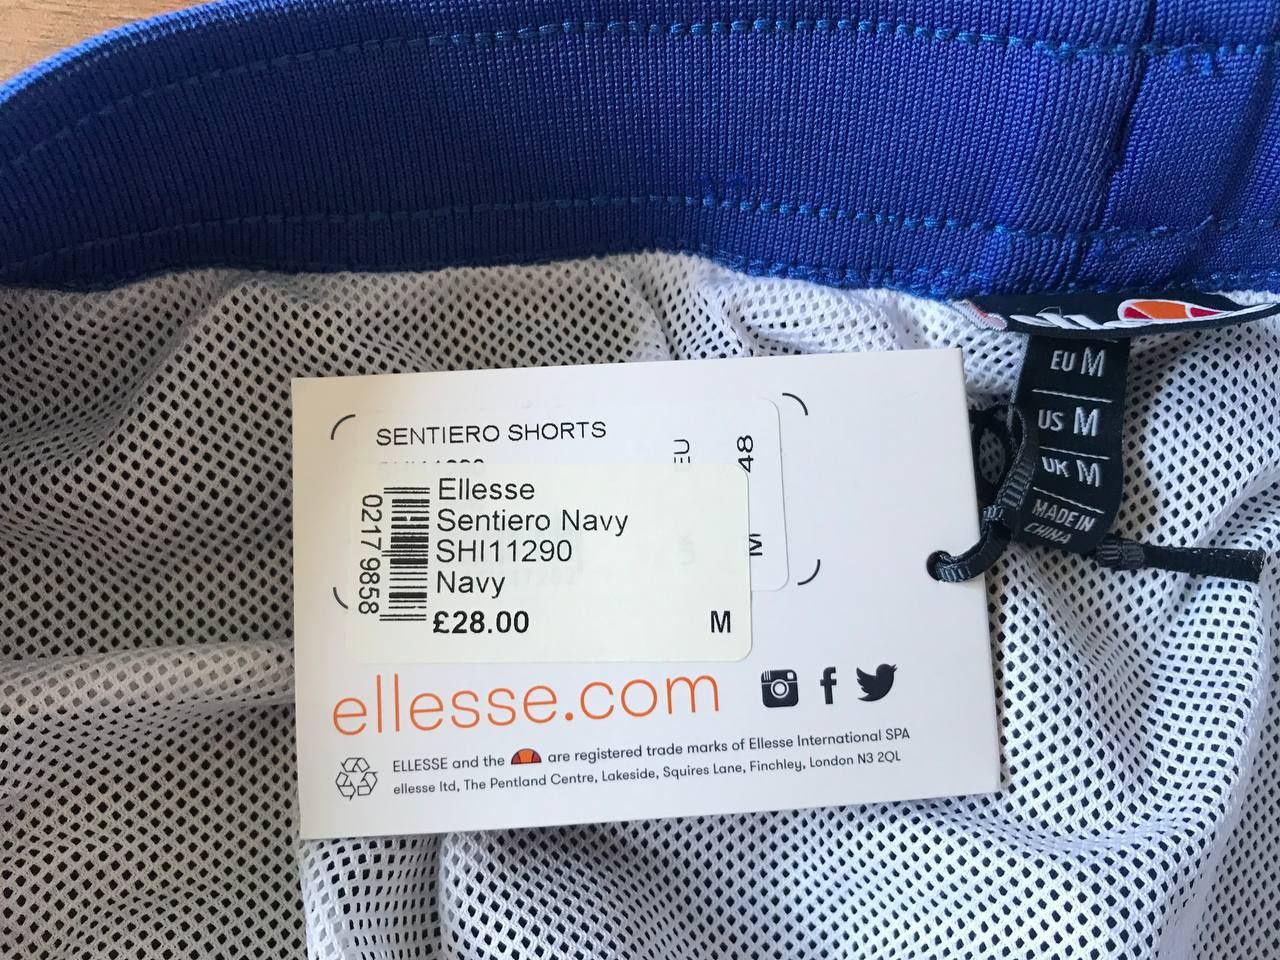 SENTIERO SHORTS
EU
48
M
0217 9858
Ellesse
Sentiero Navy
SHI11290
Navy
£28.00 M
ellesse.com
ELLESSE and the are registered trade marks of Ellesse International SPA
ellesse ltd, The Pentland Centre, Lakeside, Squires Lane, Finchley, London N3 2QL
EU M
US M
UK M
MADE IN
CHINA